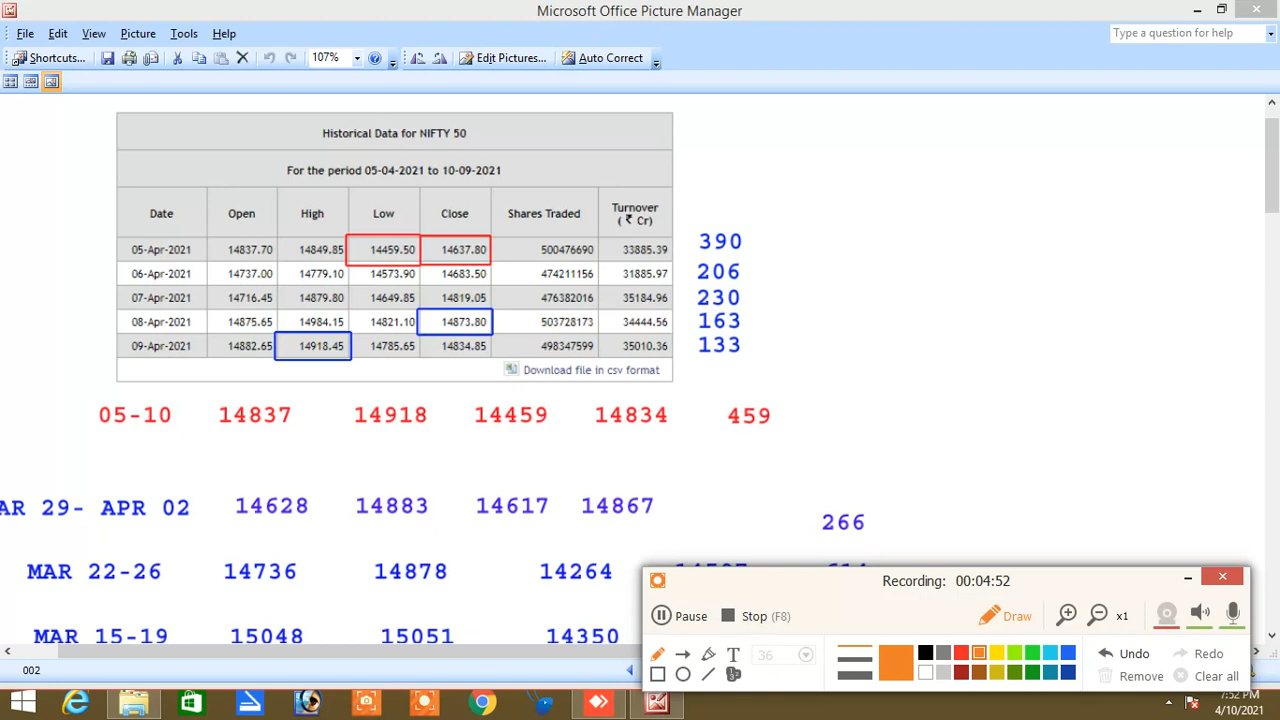 Microsoft Office Picture Manager
File Edit View Picture Tools Help
Type a question for help
Shortcuts... 107% Edit Pictures... Auto Correct
Historical Data for NIFTY 50
For the period 05-04-2021 to 10-09-2021
Date Open High Low Close Shares Traded Turnover ( ₹ Cr)
05-Apr-2021 14837.70 14849.85 14459.50 14637.80 500476690 33885.39 390
06-Apr-2021 14737.00 14779.10 14573.90 14683.50 474211156 31885.97 206
07-Apr-2021 14716.45 14879.80 14649.85 14819.05 476382016 35184.96 230
08-Apr-2021 14875.65 14984.15 14821.10 14873.80 503728173 34444.56 163
09-Apr-2021 14882.65 14918.45 14785.65 14834.85 498347599 35010.36 133
Download file in csv format
05-10 14837 14918 14459 14834 459
AR 29- APR 02 14628 14883 14617 14867 266
MAR 22-26 14736 14878 14264
MAR 15-19 15048 15051 14350
Recording: 00:04:52
Pause Stop (F8) Draw x1
T 36 Undo Redo
Erase Clear all
002
7:52 PM
4/10/2021